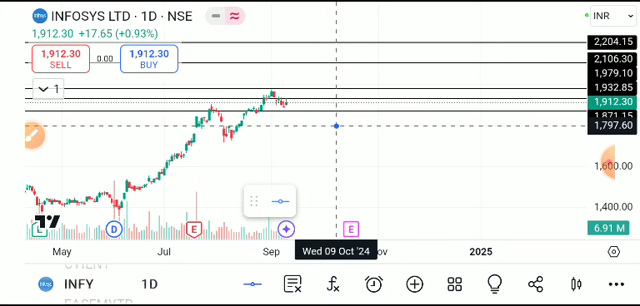 INFOSYS LTD · 1D · NSE
INR
1,912.30 +17.65 (+0.93%)
1,912.30
SELL
0.00
1,912.30
BUY
1
2,204.15
2,106.30
1,979.10
1,932.85
1,912.30
1,871.15
1,797.60
1,600.00
1,400.00
6.91 M
D
E
E
May
Jul
Sep
Wed 09 Oct '24
Nov
2025
INFY
1D